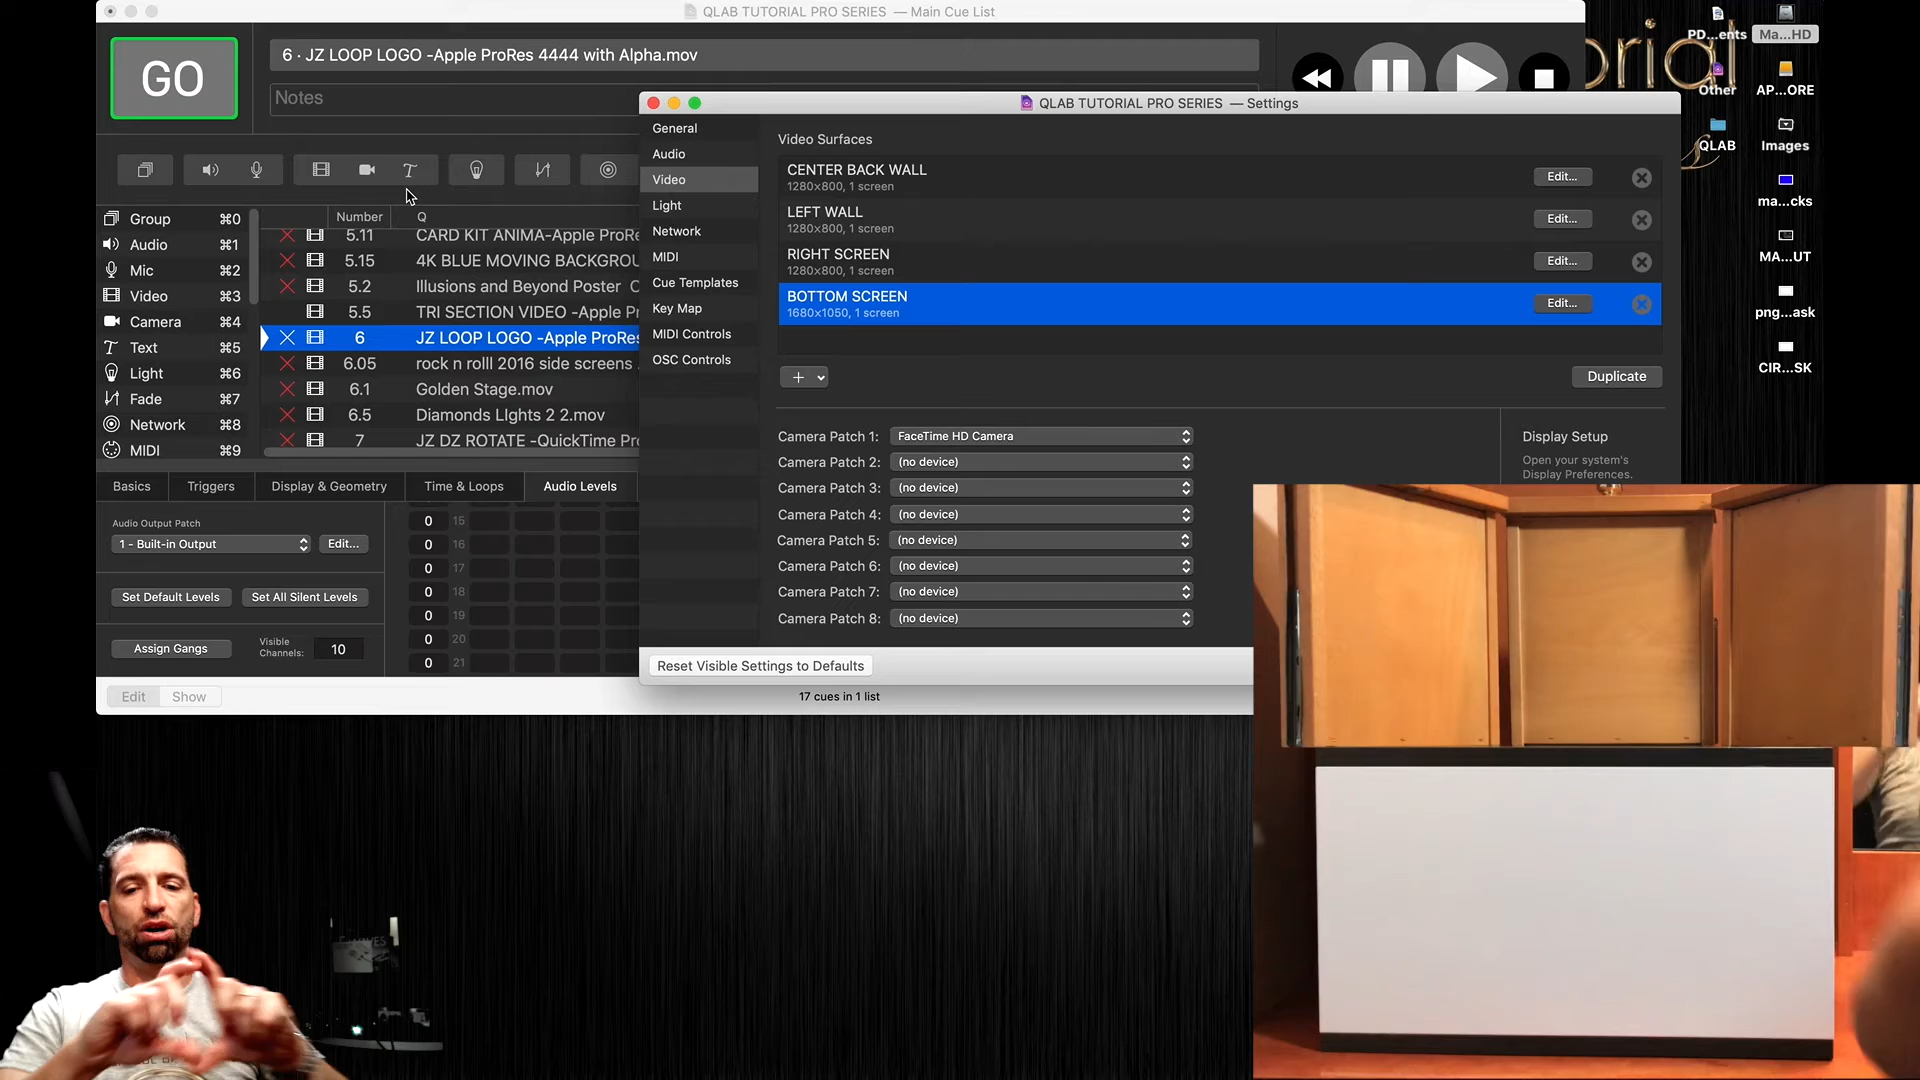 QLAB TUTORIAL PRO SERIES — Main Cue List
GO
6 · JZ LOOP LOGO -Apple ProRes 4444 with Alpha.mov
Notes
Group ⌘0
Audio ⌘1
Mic ⌘2
Video ⌘3
Camera ⌘4
Text ⌘5
Light ⌘6
Fade ⌘7
Network ⌘8
MIDI ⌘9
Number Q
5.11 CARD KIT ANIMA-Apple ProRe
5.15 4K BLUE MOVING BACKGROU
5.2 Illusions and Beyond Poster C
5.5 TRI SECTION VIDEO -Apple P
6 JZ LOOP LOGO -Apple ProRes
6.05 rock n rolll 2016 side screens .
6.1 Golden Stage.mov
6.5 Diamonds LIghts 2 2.mov
7 JZ DZ ROTATE -QuickTime Pro
Basics Triggers Display & Geometry Time & Loops Audio Levels
Audio Output Patch
1 - Built-in Output Edit...
Set Default Levels Set All Silent Levels
Assign Gangs Visible Channels: 10
0 15
0 16
0 17
0 18
0 19
0 20
0 21
Edit Show
17 cues in 1 list
QLAB TUTORIAL PRO SERIES — Settings
General
Audio
Video
Light
Network
MIDI
Cue Templates
Key Map
MIDI Controls
OSC Controls
Video Surfaces
CENTER BACK WALL Edit...
1280×800, 1 screen
LEFT WALL Edit...
1280×800, 1 screen
RIGHT SCREEN Edit...
1280×800, 1 screen
BOTTOM SCREEN Edit...
1680×1050, 1 screen
+ Duplicate
Camera Patch 1: FaceTime HD Camera
Camera Patch 2: (no device)
Camera Patch 3: (no device)
Camera Patch 4: (no device)
Camera Patch 5: (no device)
Camera Patch 6: (no device)
Camera Patch 7: (no device)
Camera Patch 8: (no device)
Display Setup
Open your system's
Display Preferences.
Reset Visible Settings to Defaults
orial
PD...ents Ma...HD
Other AP...ORE
QLAB Images
ma...cks
MA...UT
png...ask
CIR...SK